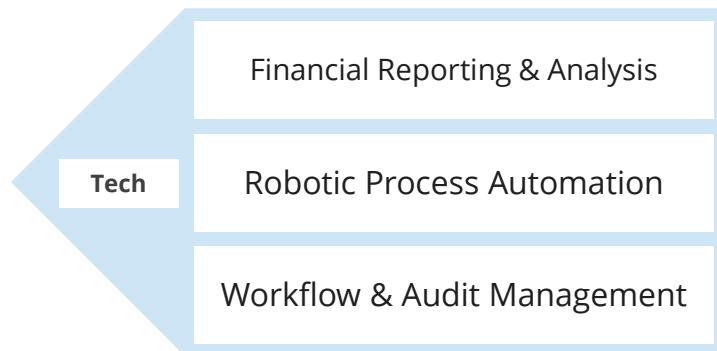 Financial Reporting & Analysis
Tech
Robotic Process Automation
Workflow & Audit Management